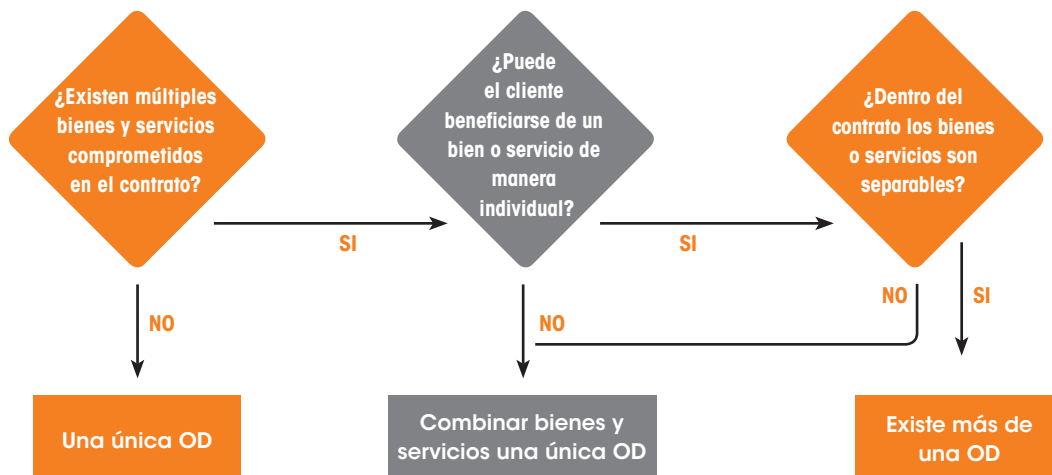 ¿Existen múltiples
bienes y servicios
comprometidos
en el contrato?
¿Puede
el cliente
beneficiarse de un
bien o servicio de
manera
individual?
¿Dentro del
contrato los bienes
o servicios son
separables?
SI
SI
NO
NO
NO
SI
Una única OD
Combinar bienes y
servicios una única OD
Existe más de
una OD